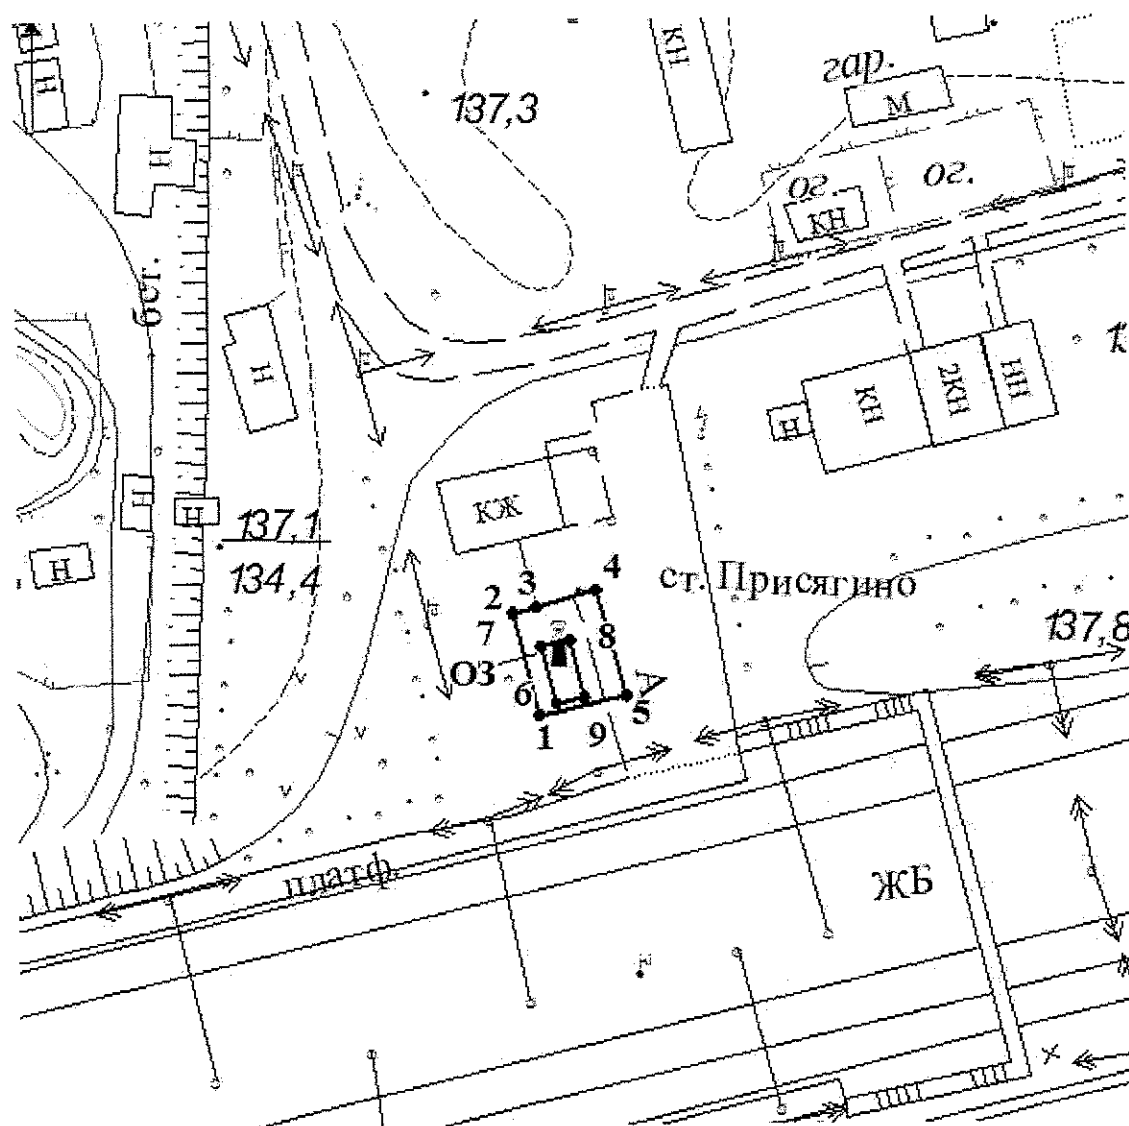 КН
гар.
137,3
М
Н
Н
ог.
ог.
КН
бст.
Н
КН
2КН
НН
Н
Н
КЖ
Н
137,1
Н
134,4
ст. Присягино
2
3
4
7
8
137,8
ОЗ
6
5
1
9
платф.
ЖБ